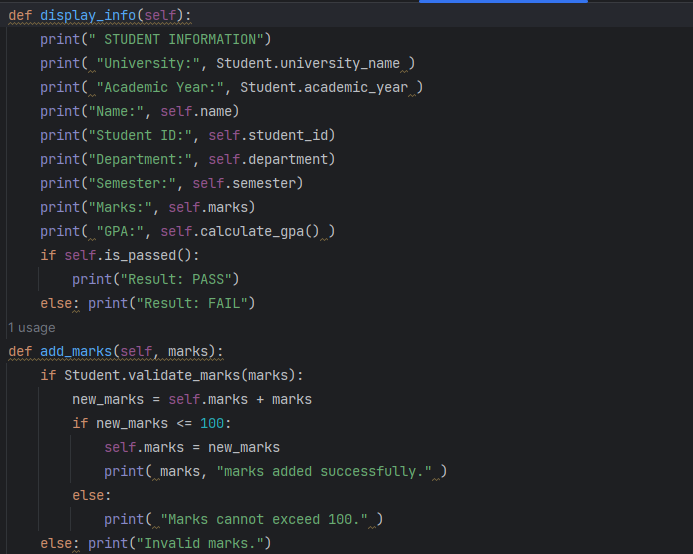 def display_info(self):
    print(" STUDENT INFORMATION")
    print( "University:", Student.university_name )
    print( "Academic Year:", Student.academic_year )
    print("Name:", self.name)
    print("Student ID:", self.student_id)
    print("Department:", self.department)
    print("Semester:", self.semester)
    print("Marks:", self.marks)
    print( "GPA:", self.calculate_gpa() )
    if self.is_passed():
        print("Result: PASS")
    else: print("Result: FAIL")
1 usage
def add_marks(self, marks):
    if Student.validate_marks(marks):
        new_marks = self.marks + marks
        if new_marks <= 100:
            self.marks = new_marks
            print( marks, "marks added successfully." )
        else:
            print( "Marks cannot exceed 100." )
    else: print("Invalid marks.")